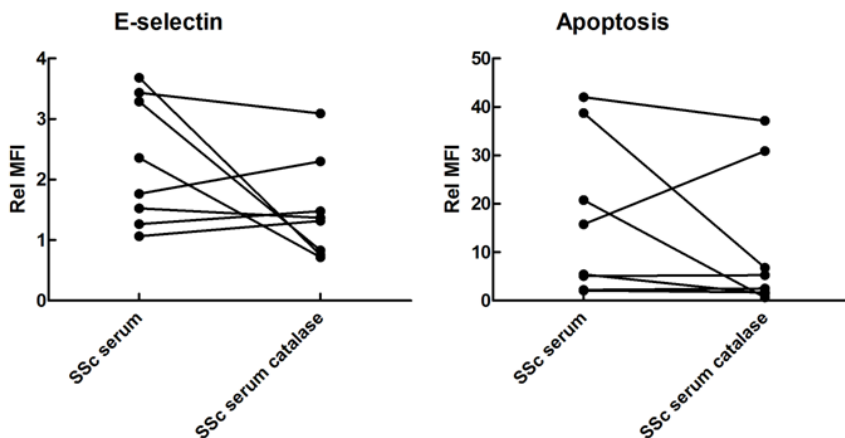 E-selectin
Rel MFI
4
3
2
1
0
SSc serum
SSc serum catalase
Apoptosis
Rel MFI
50
40
30
20
10
0
SSc serum
SSc serum catalase